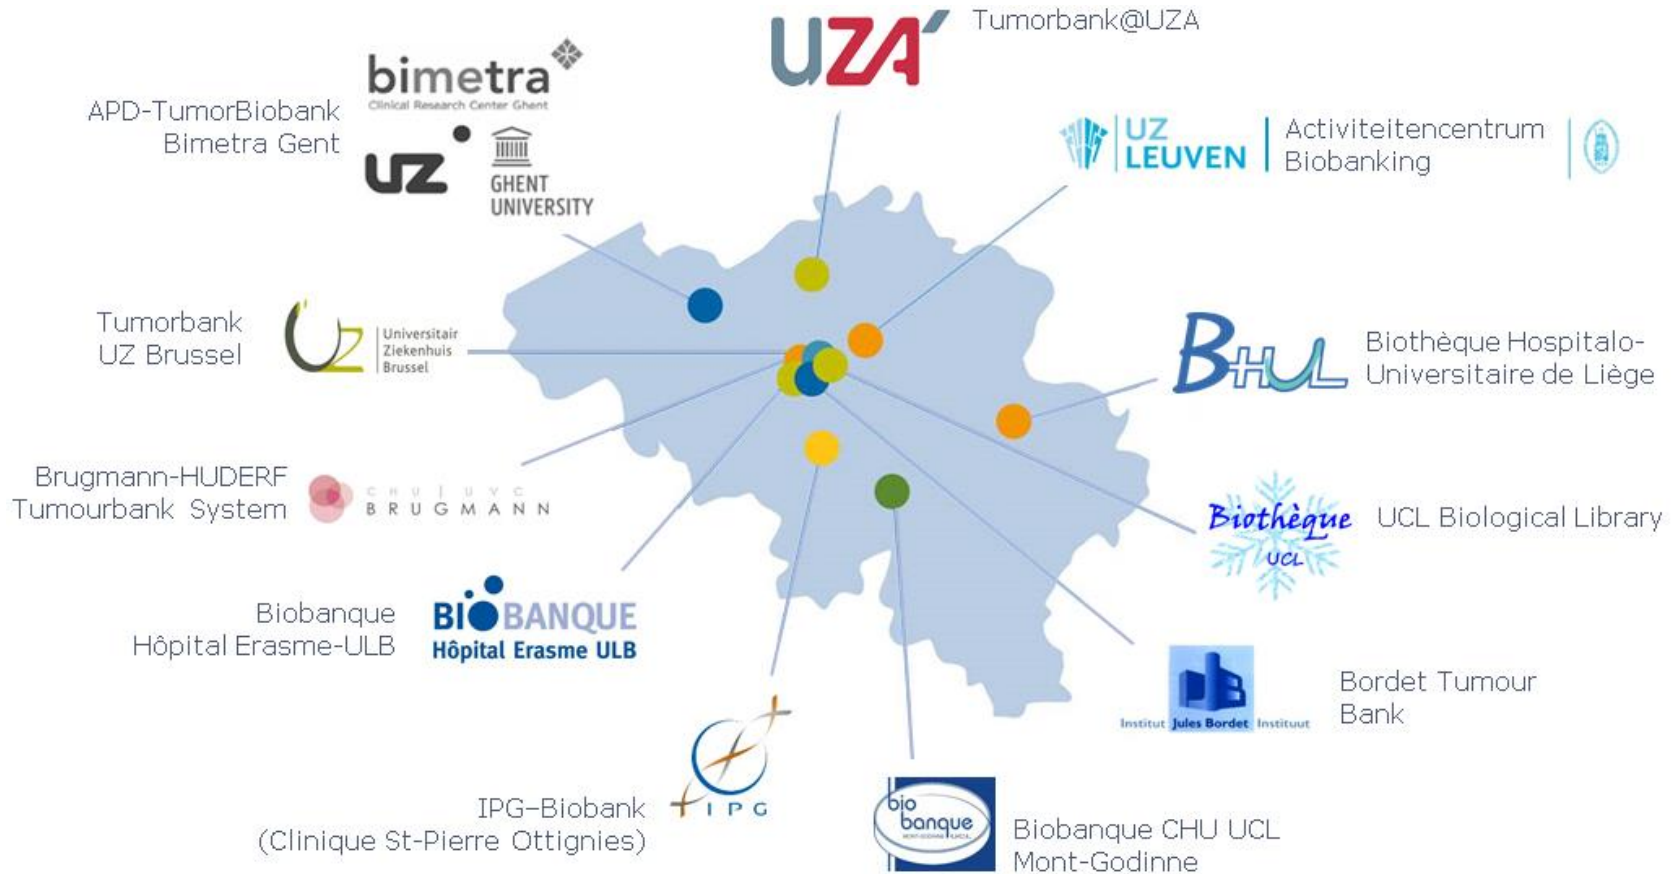 UZA
Tumorbank@UZA
bimetra
Clinical Research Center Ghent
APD-TumorBiobank
Bimetra Gent
UZ
GHENT
UNIVERSITY
UZ
LEUVEN
Activiteitencentrum
Biobanking
Tumorbank
UZ Brussel
UZ
Universitair
Ziekenhuis
Brussel
BHUL
Biothèque Hospitalo-
Universitaire de Liège
Brugmann-HUDERF
Tumourbank System
CHU | UVC
BRUGMANN
Biothèque
UCL
UCL Biological Library
Biobanque
Hôpital Erasme-ULB
BIOBANQUE
Hôpital Erasme ULB
Institut Jules Bordet Instituut
Bordet Tumour
Bank
IPG
IPG–Biobank
(Clinique St-Pierre Ottignies)
bio
banque
Biobanque CHU UCL
Mont-Godinne